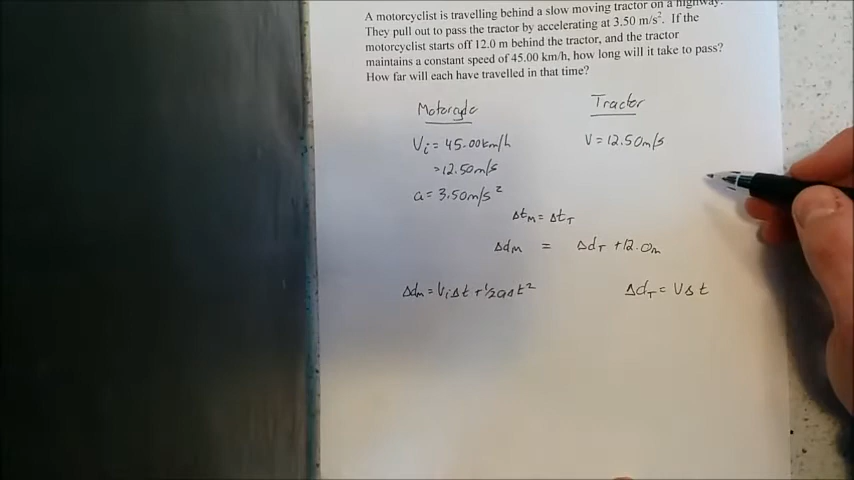 A motorcyclist is travelling behind a slow moving tractor on a highway.
They pull out to pass the tractor by accelerating at 3.50 m/s². If the
motorcyclist starts off 12.0 m behind the tractor, and the tractor
maintains a constant speed of 45.00 km/h, how long will it take to pass?
How far will each have travelled in that time?
Motorcycle Tractor
Vi = 45.00km/h V = 12.50m/s
=12.50m/s
a = 3.50m/s²
ΔtM = ΔtT
ΔdM = ΔdT + 12.0m
Δdm = ViΔt + 1/2aΔt² ΔdT = VΔt